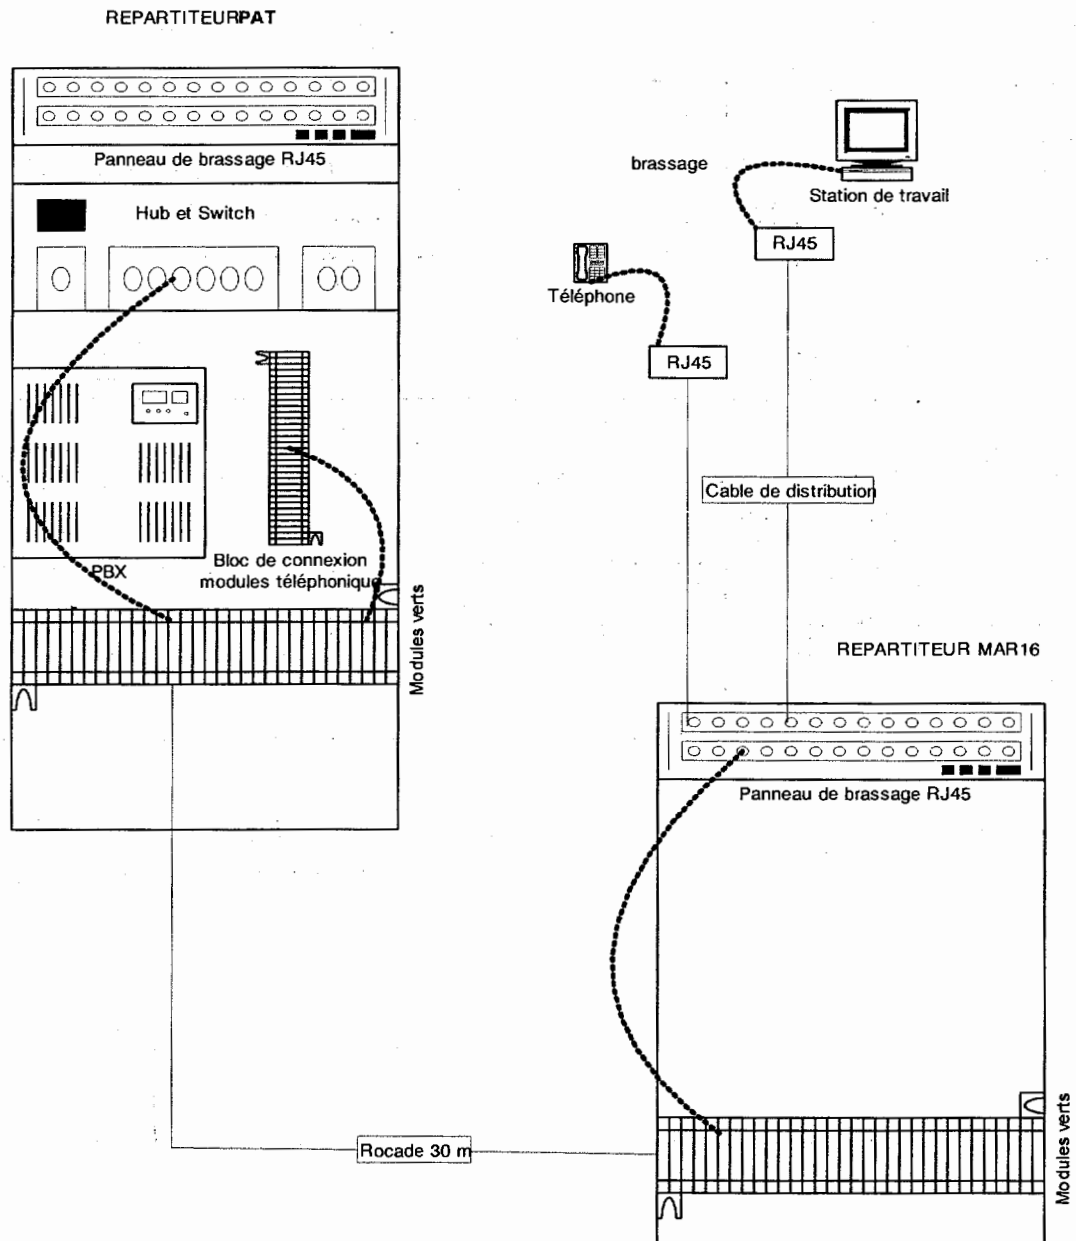 REPARTITEURPAT
Panneau de brassage RJ45
Hub et Switch
PBX
Bloc de connexion
modules téléphonique
Modules verts
brassage
Station de travail
RJ45
Téléphone
RJ45
Cable de distribution
REPARTITEUR MAR16
Panneau de brassage RJ45
Modules verts
Rocade 30 m